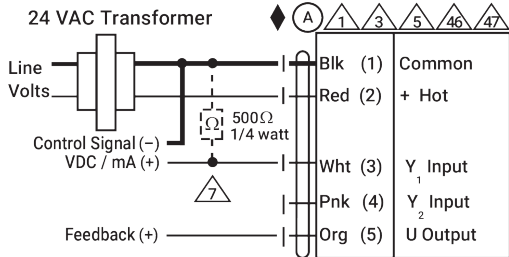 24 VAC Transformer
A 1 3 5 46 47
Line
Volts
Blk (1) Common
Red (2) + Hot
Ω 500Ω
1/4 watt
Control Signal (−)
VDC / mA (+)
Wht (3) Y1 Input
7
Pnk (4) Y2 Input
Feedback (+)
Org (5) U Output